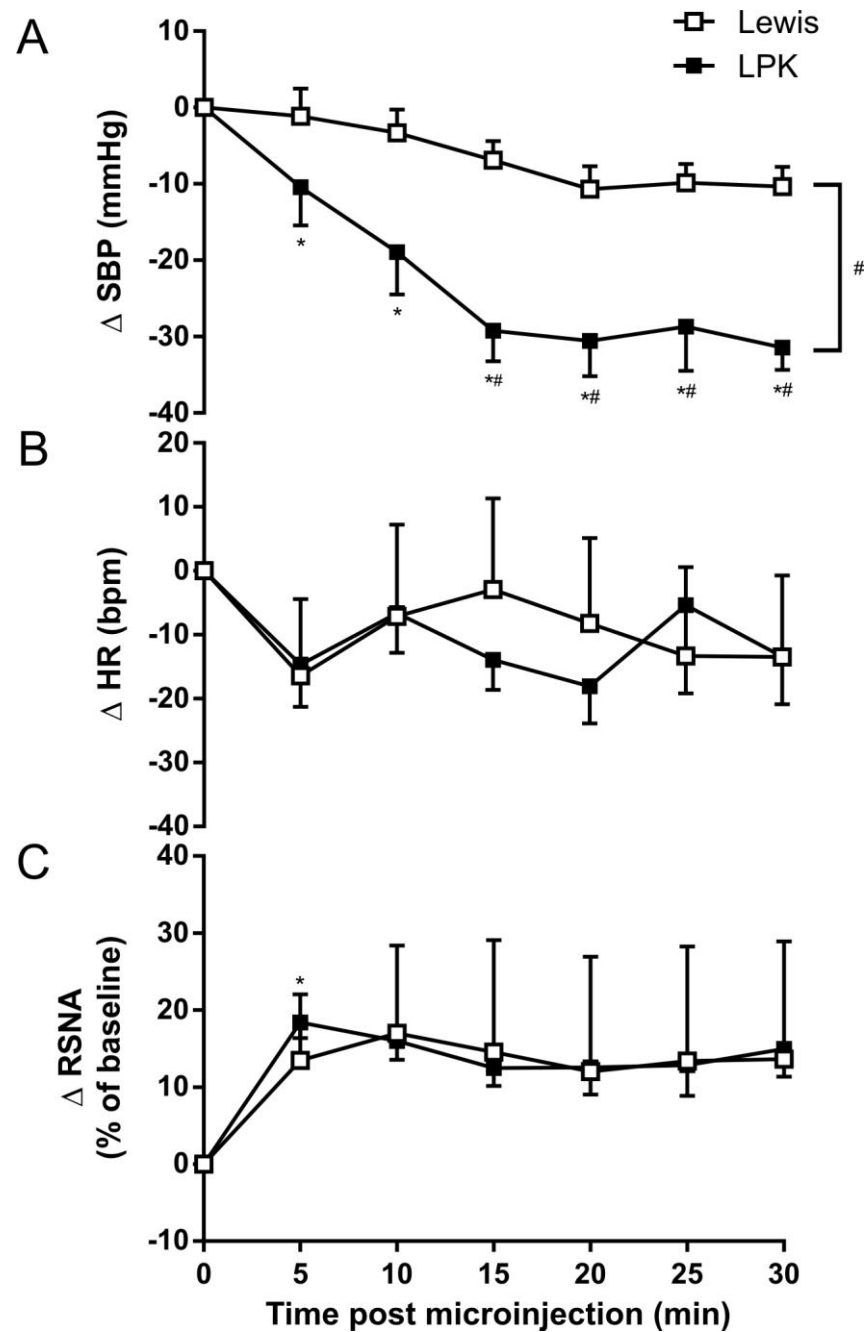 A
Lewis
LPK
10
0
-10
-20
-30
-40
Δ SBP (mmHg)
*
*
*#
*#
*#
*#
#
B
20
10
0
-10
-20
-30
-40
Δ HR (bpm)
C
40
30
20
10
0
-10
Δ RSNA
(% of baseline)
*
0 5 10 15 20 25 30
Time post microinjection (min)